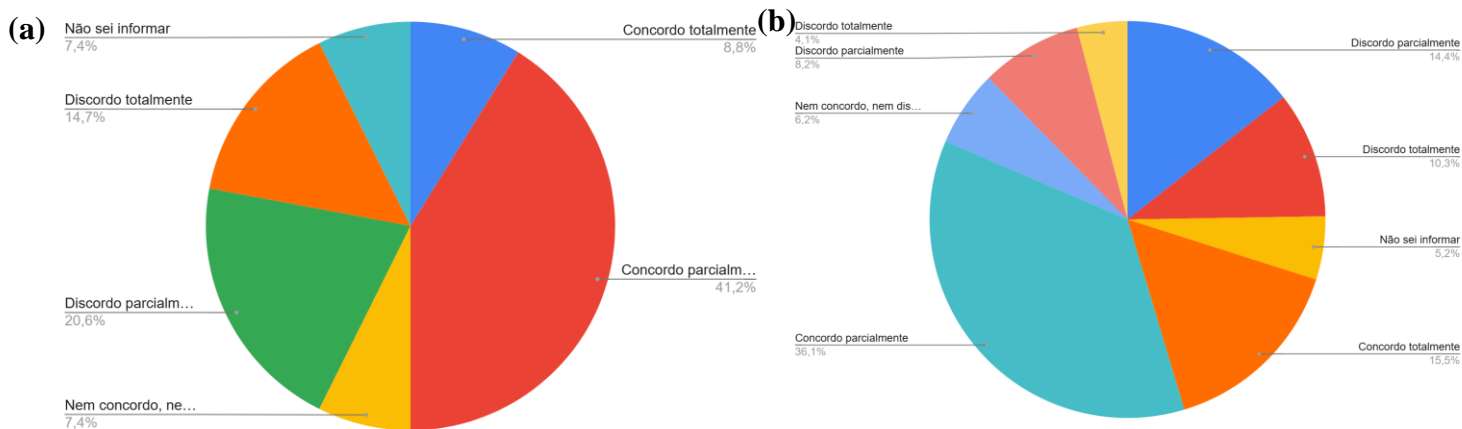 (a)
Não sei informar
7,4%
Concordo totalmente
8,8%
Discordo totalmente
14,7%
Concordo parcialm…
41,2%
Discordo parcialm…
20,6%
Nem concordo, ne…
7,4%
(b)
Discordo totalmente
4,1%
Discordo parcialmente
8,2%
Nem concordo, nem dis…
6,2%
Concordo parcialmente
36,1%
Discordo parcialmente
14,4%
Discordo totalmente
10,3%
Não sei informar
5,2%
Concordo totalmente
15,5%